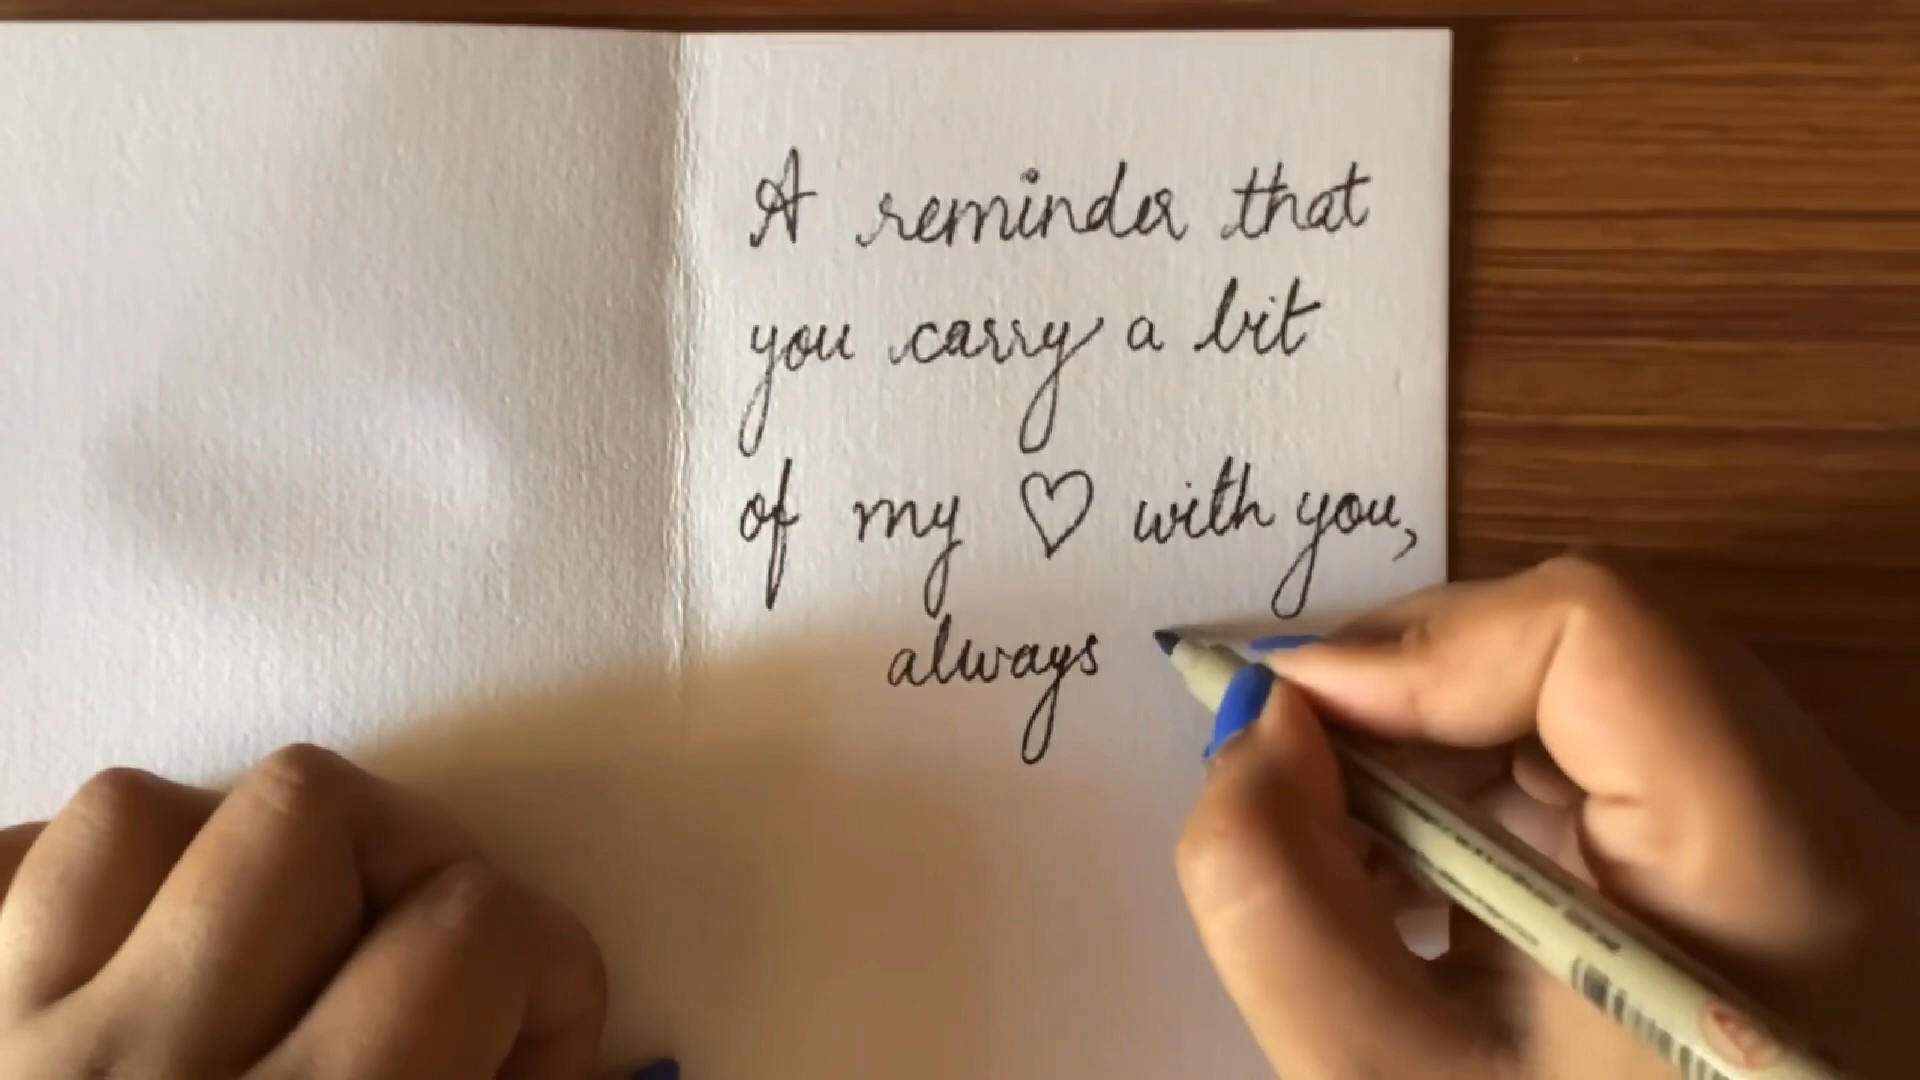 A reminder that
you carry a bit
of my ♡ with you,
always